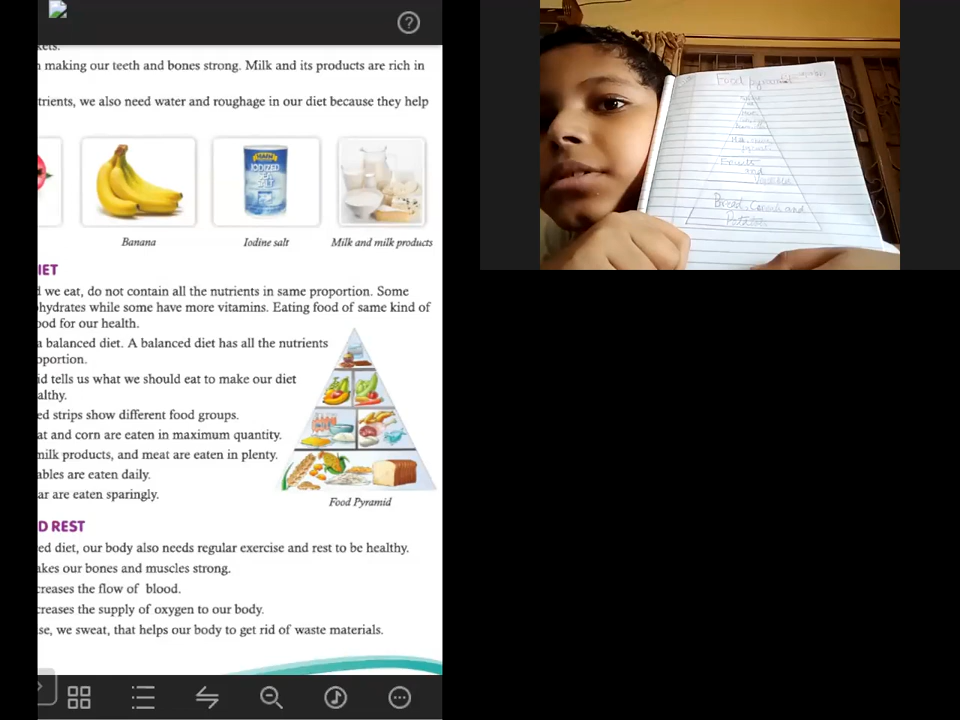 making our teeth and bones strong. Milk and its products are rich in
trients, we also need water and roughage in our diet because they help
IODIZED
SEA
SALT
Banana
Iodine salt
Milk and milk products
IET
we eat, do not contain all the nutrients in same proportion. Some
ohydrates while some have more vitamins. Eating food of same kind of
ood for our health.
a balanced diet. A balanced diet has all the nutrients
oportion.
id tells us what we should eat to make our diet
althy.
ed strips show different food groups.
at and corn are eaten in maximum quantity.
milk products, and meat are eaten in plenty.
ables are eaten daily.
ar are eaten sparingly.
Food Pyramid
D REST
ed diet, our body also needs regular exercise and rest to be healthy.
akes our bones and muscles strong.
creases the flow of blood.
creases the supply of oxygen to our body.
se, we sweat, that helps our body to get rid of waste materials.
Food pyramid
Fruits
and
Bread, Cereals and